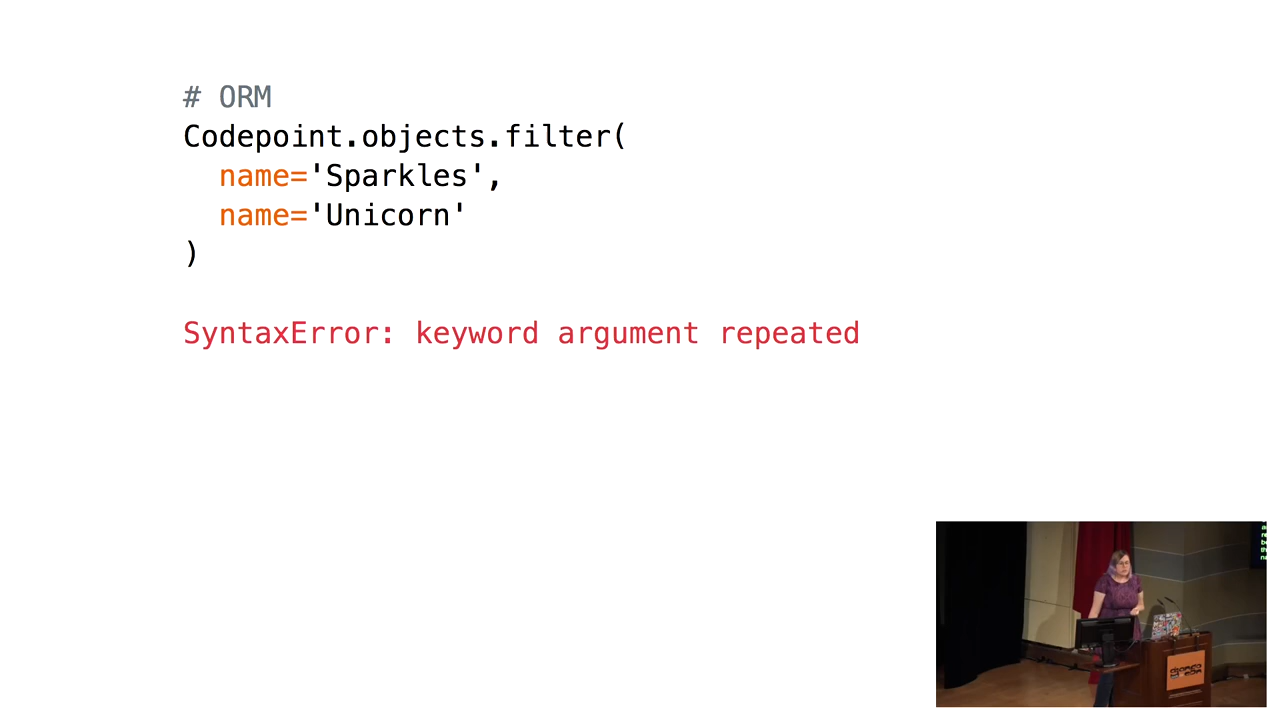 # ORM
Codepoint.objects.filter(
  name='Sparkles',
  name='Unicorn'
)
SyntaxError: keyword argument repeated